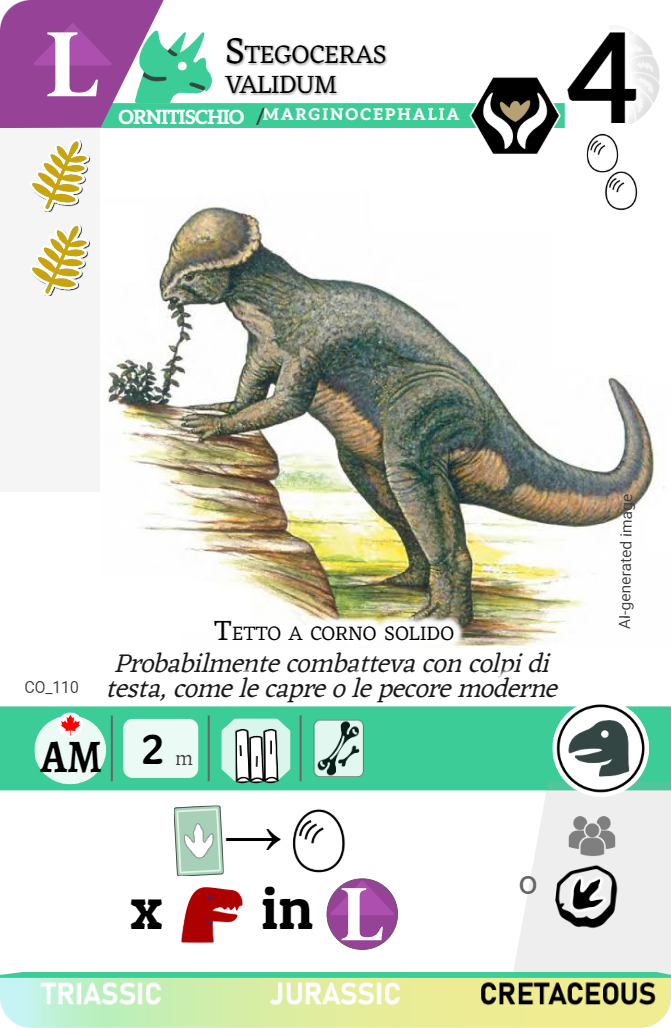 L
STEGOCERAS
VALIDUM
4
ORNITISCHIO /MARGINOCEPHALIA
AI-generated image
TETTO A CORNO SOLIDO
Probabilmente combatteva con colpi di
CO_110
testa, come le capre o le pecore moderne
AM 2 m
O
x in L
TRIASSIC JURASSIC CRETACEOUS